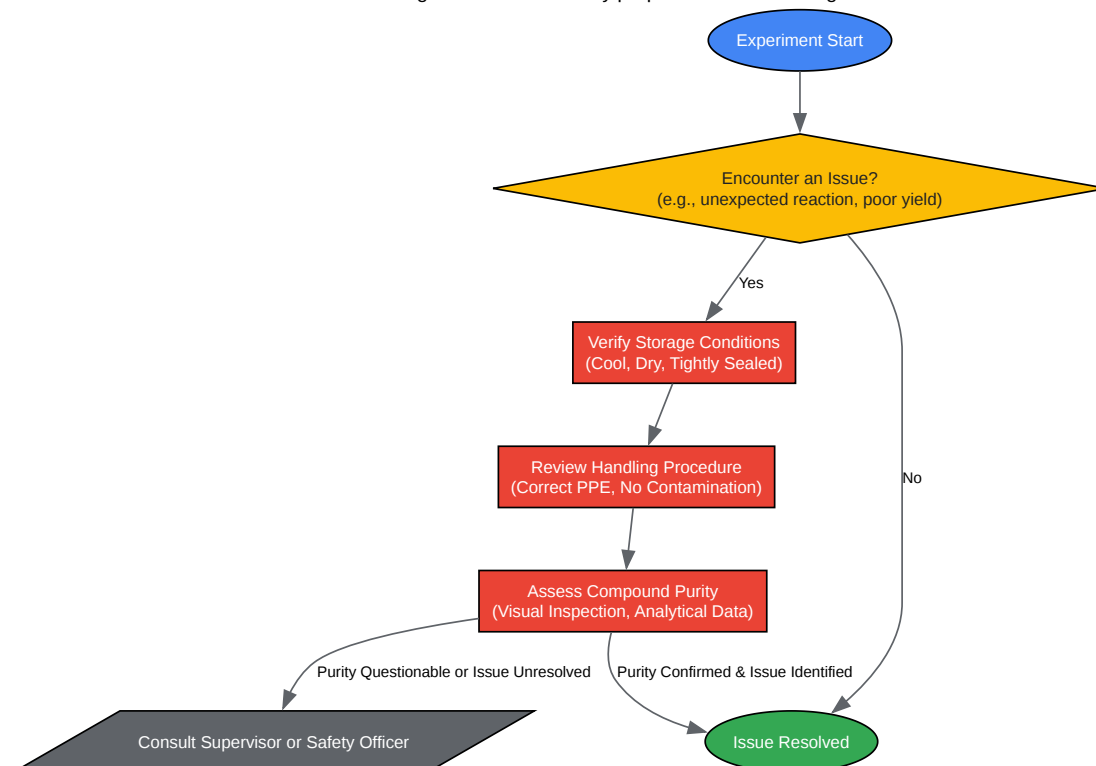 Experiment Start
Encounter an Issue?
(e.g., unexpected reaction, poor yield)
Yes
Verify Storage Conditions
(Cool, Dry, Tightly Sealed)
Review Handling Procedure
(Correct PPE, No Contamination)
No
Assess Compound Purity
(Visual Inspection, Analytical Data)
Purity Questionable or Issue Unresolved
Purity Confirmed & Issue Identified
Consult Supervisor or Safety Officer
Issue Resolved